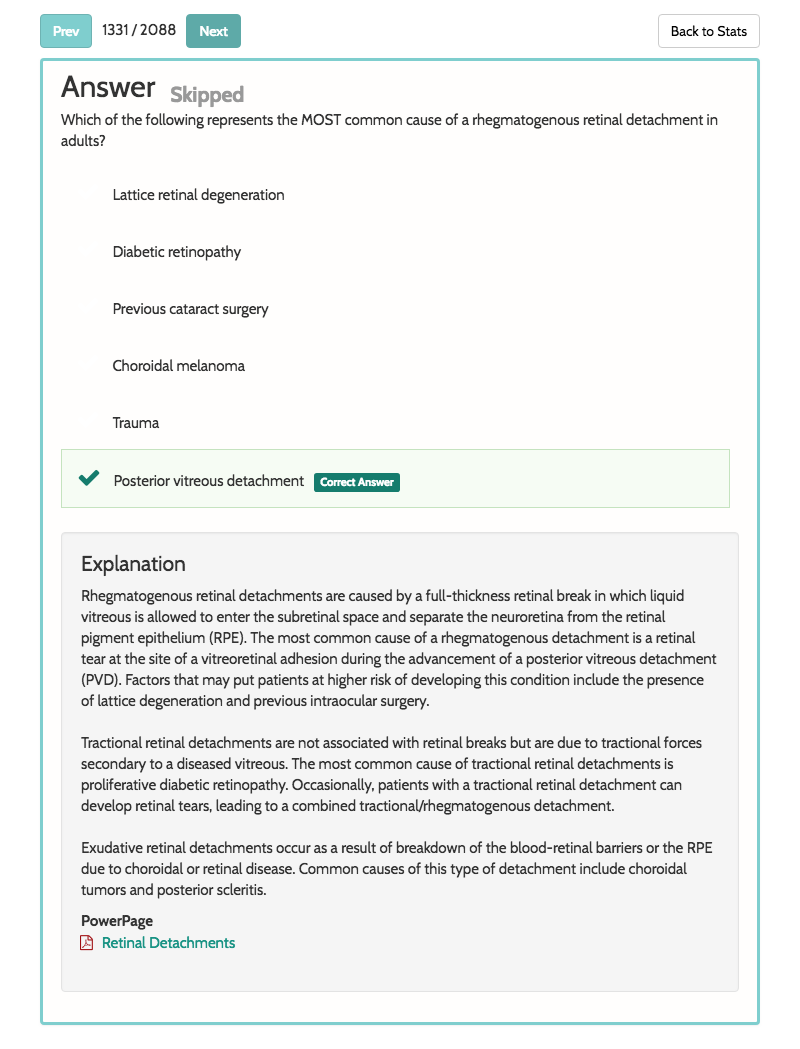 Prev 1331 / 2088 Next Back to Stats
Answer Skipped
Which of the following represents the MOST common cause of a rhegmatogenous retinal detachment in
adults?
Lattice retinal degeneration
Diabetic retinopathy
Previous cataract surgery
Choroidal melanoma
Trauma
Posterior vitreous detachment Correct Answer
Explanation
Rhegmatogenous retinal detachments are caused by a full-thickness retinal break in which liquid
vitreous is allowed to enter the subretinal space and separate the neuroretina from the retinal
pigment epithelium (RPE). The most common cause of a rhegmatogenous detachment is a retinal
tear at the site of a vitreoretinal adhesion during the advancement of a posterior vitreous detachment
(PVD). Factors that may put patients at higher risk of developing this condition include the presence
of lattice degeneration and previous intraocular surgery.
Tractional retinal detachments are not associated with retinal breaks but are due to tractional forces
secondary to a diseased vitreous. The most common cause of tractional retinal detachments is
proliferative diabetic retinopathy. Occasionally, patients with a tractional retinal detachment can
develop retinal tears, leading to a combined tractional/rhegmatogenous detachment.
Exudative retinal detachments occur as a result of breakdown of the blood-retinal barriers or the RPE
due to choroidal or retinal disease. Common causes of this type of detachment include choroidal
tumors and posterior scleritis.
PowerPage
Retinal Detachments